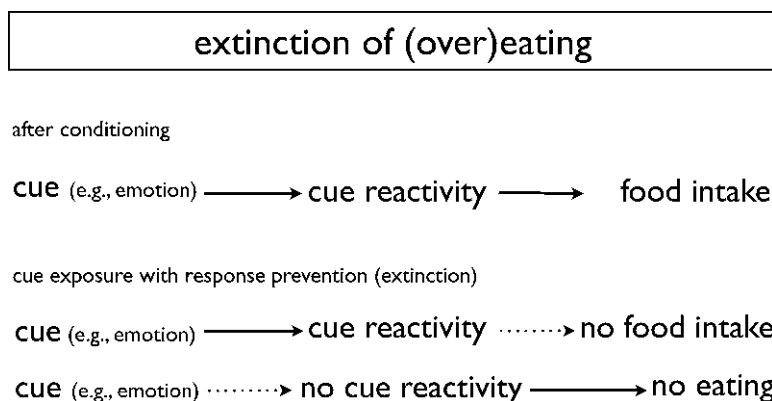 extinction of (over)eating
after conditioning
cue (e.g., emotion) cue reactivity food intake
cue exposure with response prevention (extinction)
cue (e.g., emotion) cue reactivity no food intake
cue (e.g., emotion) no cue reactivity no eating